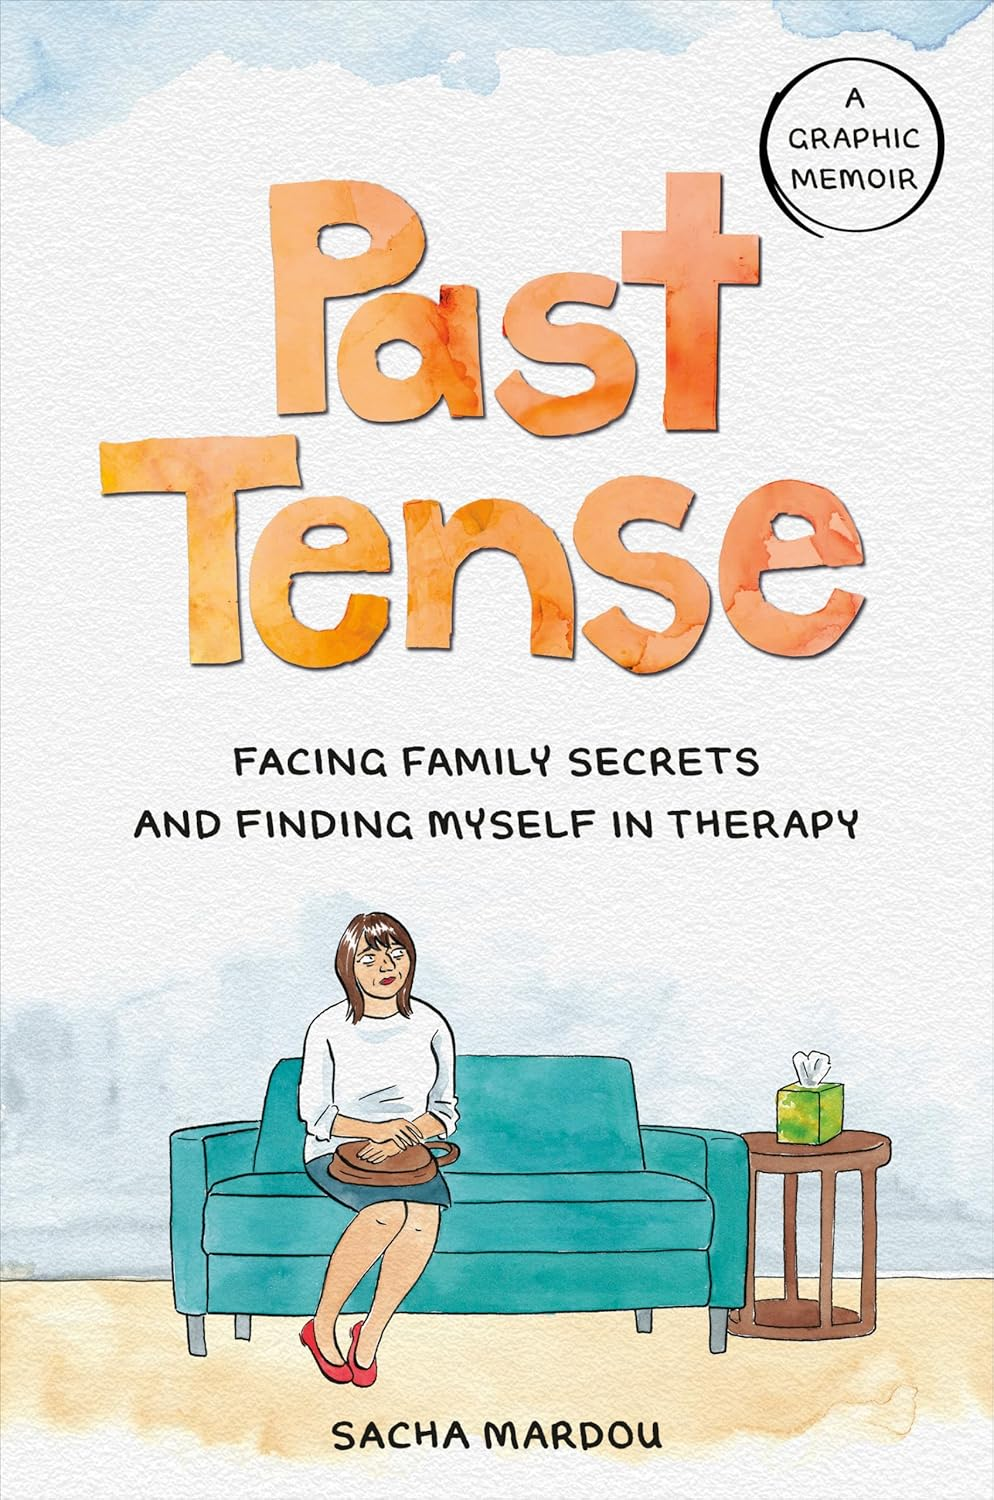 A
GRAPHIC
MEMOIR
Past
Tense
FACING FAMILY SECRETS
AND FINDING MYSELF IN THERAPY
SACHA MARDOU